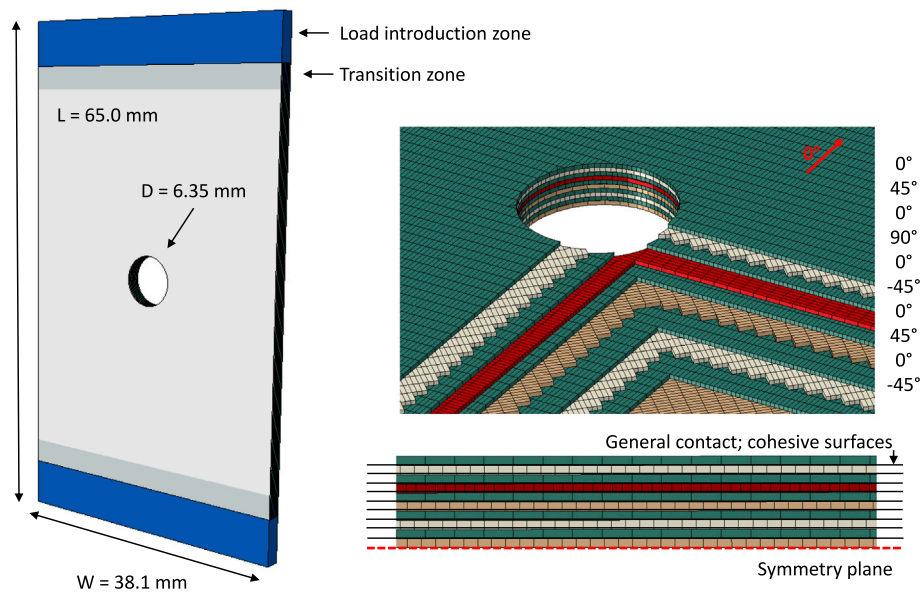 Load introduction zone
Transition zone
L = 65.0 mm
D = 6.35 mm
W = 38.1 mm
0°
0°
45°
0°
90°
0°
-45°
0°
45°
0°
-45°
General contact; cohesive surfaces
Symmetry plane